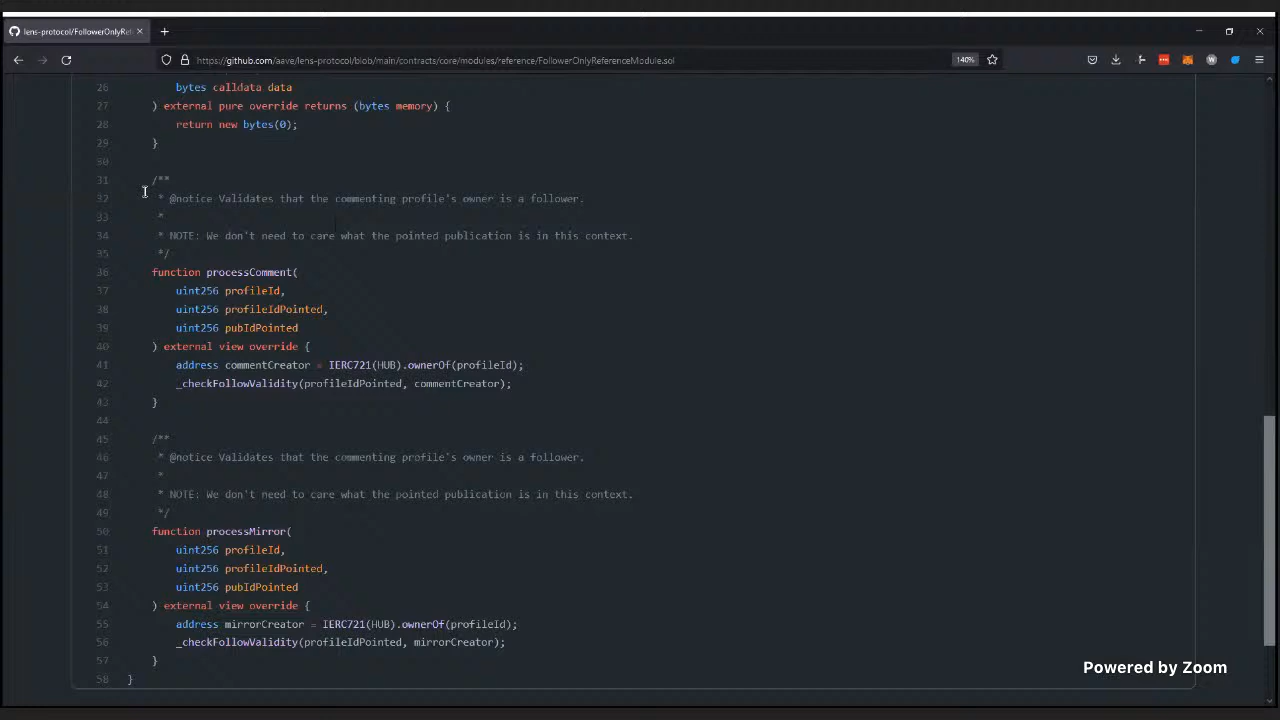 lens-protocol/FollowerOnlyRe
https://github.com/aave/lens-protocol/blob/main/contracts/core/modules/reference/FollowerOnlyReferenceModule.sol
140%
26 bytes calldata data
27 ) external pure override returns (bytes memory) {
28 return new bytes(0);
29 }
30
31 /**
32 * @notice Validates that the commenting profile's owner is a follower.
33 *
34 * NOTE: We don't need to care what the pointed publication is in this context.
35 */
36 function processComment(
37 uint256 profileId,
38 uint256 profileIdPointed,
39 uint256 pubIdPointed
40 ) external view override {
41 address commentCreator = IERC721(HUB).ownerOf(profileId);
42 _checkFollowValidity(profileIdPointed, commentCreator);
43 }
44
45 /**
46 * @notice Validates that the commenting profile's owner is a follower.
47 *
48 * NOTE: We don't need to care what the pointed publication is in this context.
49 */
50 function processMirror(
51 uint256 profileId,
52 uint256 profileIdPointed,
53 uint256 pubIdPointed
54 ) external view override {
55 address mirrorCreator = IERC721(HUB).ownerOf(profileId);
56 _checkFollowValidity(profileIdPointed, mirrorCreator);
57 }
58 }
Powered by Zoom